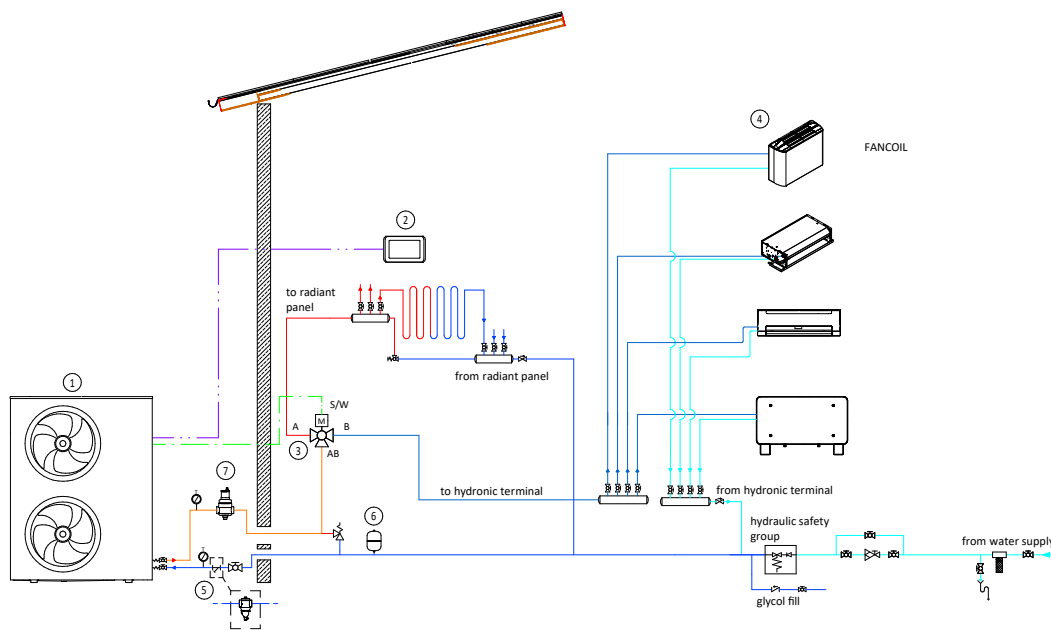 4
FANCOIL
2
to radiant
panel
from radiant panel
1
S/W
M
A
B
3
AB
7
to hydronic terminal
from hydronic terminal
6
hydraulic safety
group
from water supply
5
glycol fill